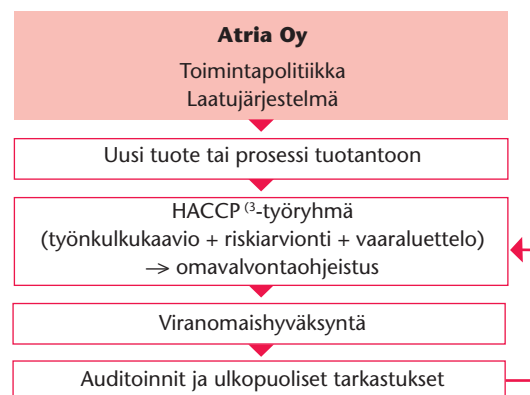 Atria Oy
Toimintapolitiikka
Laatujärjestelmä
Uusi tuote tai prosessi tuotantoon
HACCP (3-työryhmä
(työnkulkukaavio + riskiarvionti + vaaraluettelo)
→ omavalvontaohjeistus
Viranomaishyväksyntä
Auditoinnit ja ulkopuoliset tarkastukset